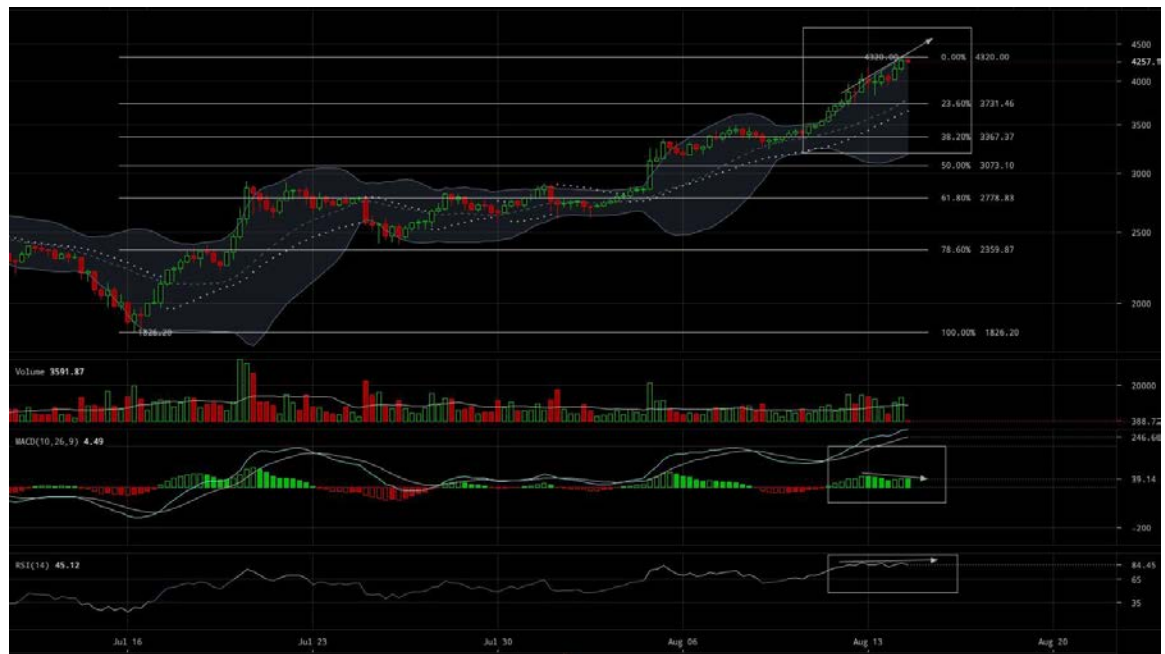 4500
4320.00
0.00% 4320.00
4257.1
4000
23.60% 3731.46
3500
38.20% 3367.37
50.00% 3073.10
3000
61.80% 2778.83
2500
78.60% 2359.87
2000
1826.20
100.00% 1826.20
Volume 3591.87
20000
388.72
MACD(10,26,9) 4.49
246.60
39.14
-200
RSI(14) 45.12
84.45
65
35
Jul 16
Jul 23
Jul 30
Aug 06
Aug 13
Aug 20